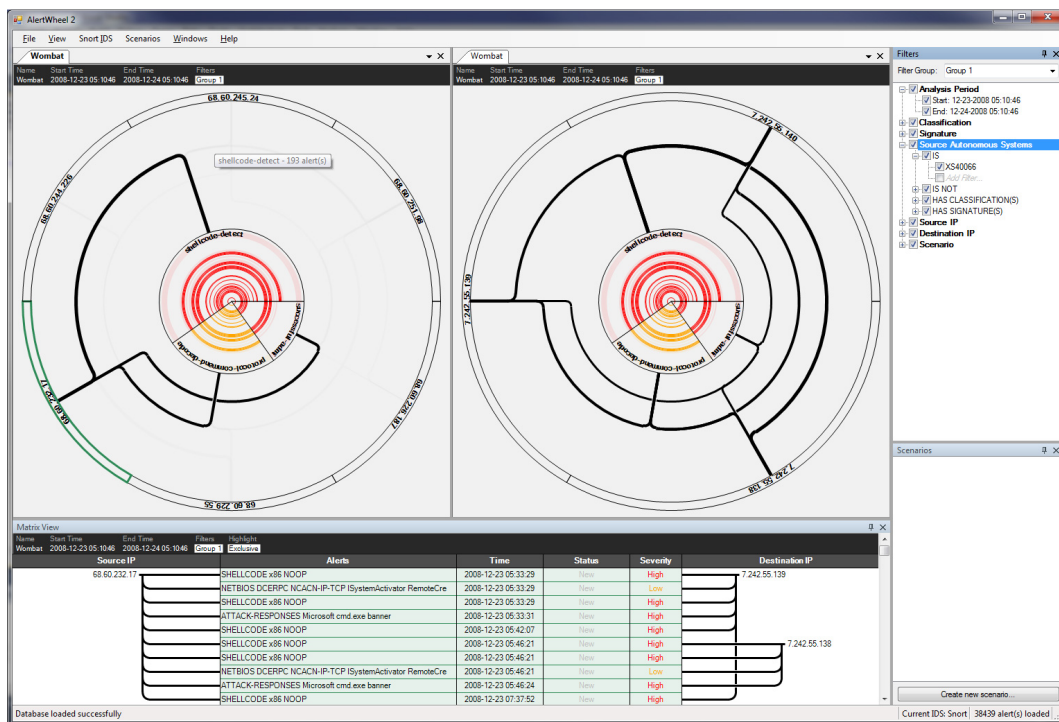 AlertWheel 2
File View Snort IDS Scenarios Windows Help
Wombat
Name Start Time End Time Filters
Wombat 2008-12-23 05:10:46 2008-12-24 05:10:46 Group 1
68.60.245.24
68.60.244.226
68.60.251.98
shellcode-detect - 193 alert(s)
shellcode-detect
successful-admi
protocol-command-decode
68.60.232.17
68.60.226.187
68.60.229.55
Wombat
Name Start Time End Time Filters
Wombat 2008-12-23 05:10:46 2008-12-24 05:10:46 Group 1
7.242.56.140
7.242.55.139
shellcode-detect
successful-admi
protocol-command-decode
7.242.55.138
Filters
Filter Group: Group 1
Analysis Period
Start: 12-23-2008 05:10:46
End: 12-24-2008 05:10:46
Classification
Signature
Source Autonomous Systems
IS
XS40066
Add Filter...
IS NOT
HAS CLASSIFICATION(S)
HAS SIGNATURE(S)
Source IP
Destination IP
Scenario
Scenarios
Create new scenario...
Matrix View
Name Start Time End Time Filters Highlight
Wombat 2008-12-23 05:10:46 2008-12-24 05:10:46 Group 1 Exclusive
Source IP Alerts Time Status Severity Destination IP
68.60.232.17 SHELLCODE x86 NOOP 2008-12-23 05:33:29 New High 7.242.55.139
NETBIOS DCERPC NCACN-IP-TCP ISystemActivator RemoteCre 2008-12-23 05:33:29 New Low
SHELLCODE x86 NOOP 2008-12-23 05:33:29 New High
ATTACK-RESPONSES Microsoft cmd.exe banner 2008-12-23 05:33:31 New High
SHELLCODE x86 NOOP 2008-12-23 05:42:07 New High
SHELLCODE x86 NOOP 2008-12-23 05:46:21 New High 7.242.55.138
SHELLCODE x86 NOOP 2008-12-23 05:46:21 New High
NETBIOS DCERPC NCACN-IP-TCP ISystemActivator RemoteCre 2008-12-23 05:46:21 New Low
ATTACK-RESPONSES Microsoft cmd.exe banner 2008-12-23 05:46:24 New High
SHELLCODE x86 NOOP 2008-12-23 07:37:52 New High
Database loaded successfully
Current IDS: Snort 38439 alert(s) loaded